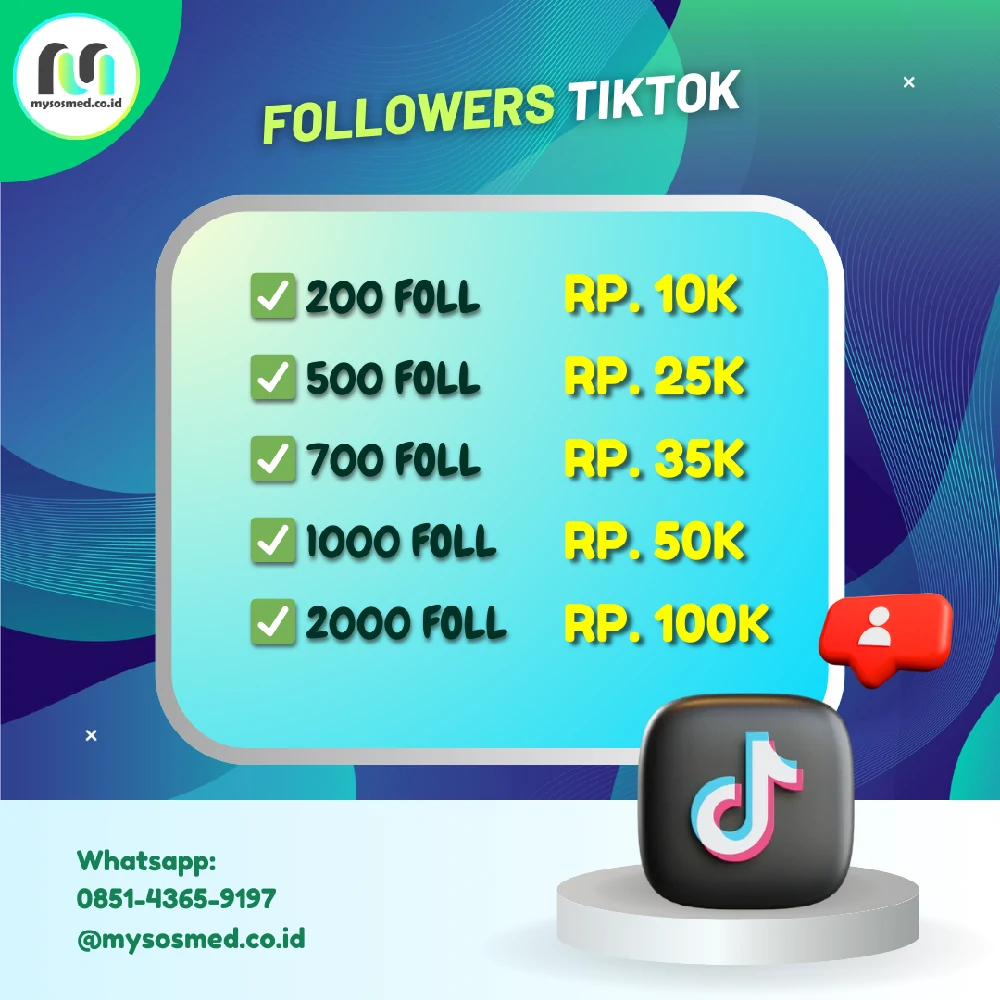 mysosmed.co.id
FOLLOWERS TIKTOK
200 FOLL RP. 10K
500 FOLL RP. 25K
700 FOLL RP. 35K
1000 FOLL RP. 50K
2000 FOLL RP. 100K
Whatsapp:
0851-4365-9197
@mysosmed.co.id